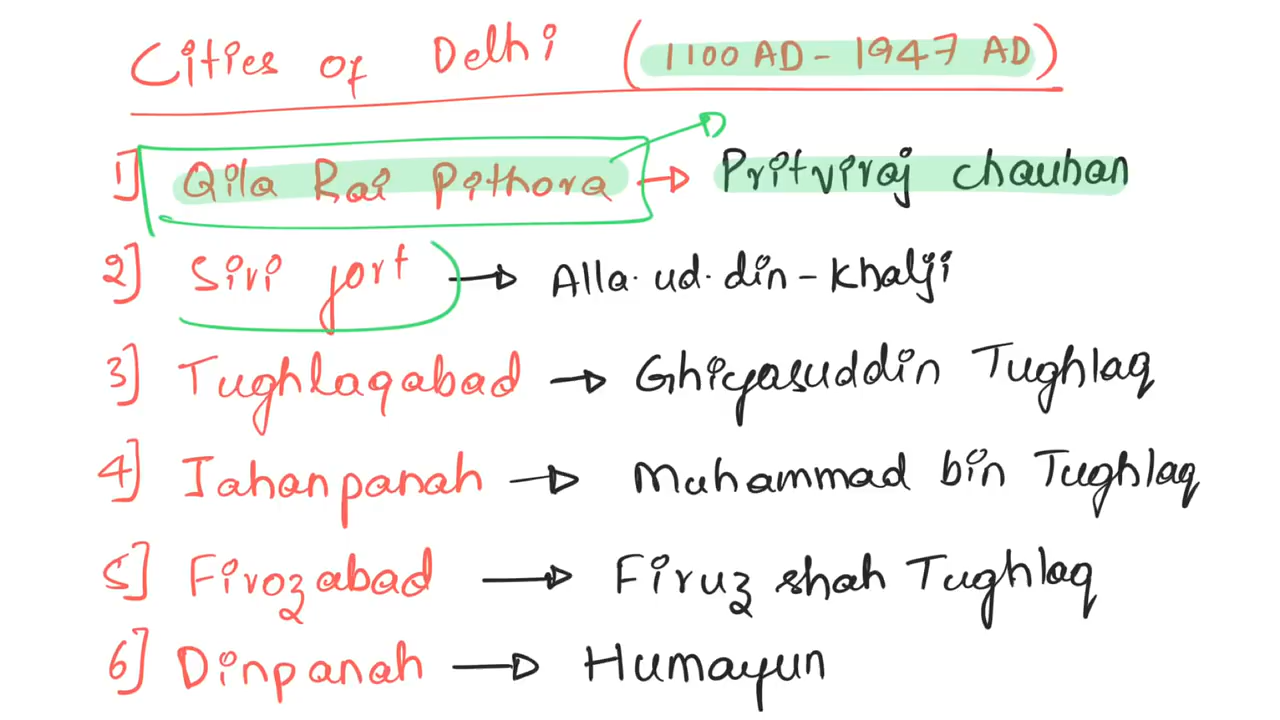 Cities of Delhi (1100 AD - 1947 AD)
1] Qila Rai Pithora → Pritviraj chauhan
2] Siri fort → Alla·ud·din - Khalji
3] Tughlaqabad → Ghiyasuddin Tughlaq
4] Jahanpanah → Muhammad bin Tughlaq
5] Firozabad → Firuz shah Tughlaq
6] Dinpanah → Humayun